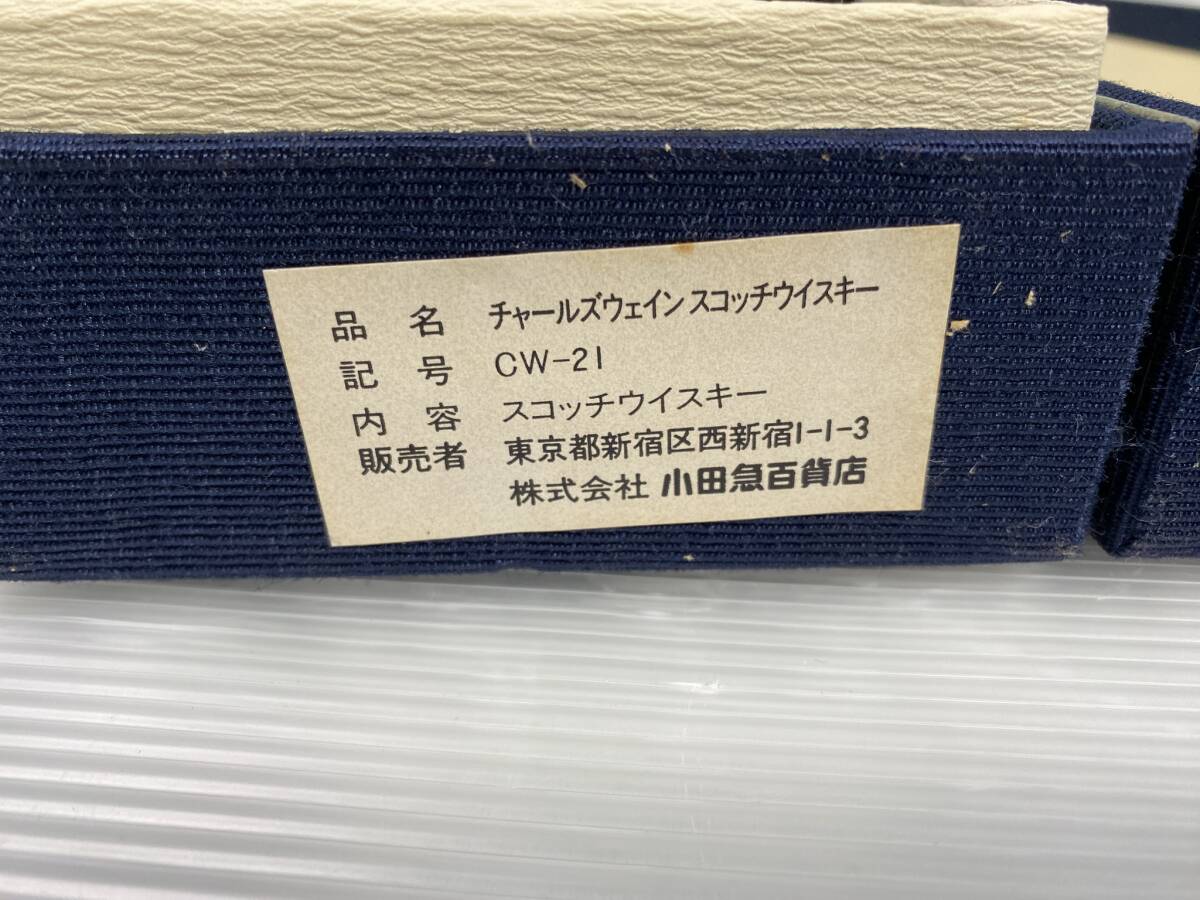 品名 チャールズウェインスコッチウイスキー
記号 CW-21
内容 スコッチウイスキー
販売者 東京都新宿区西新宿1-1-3
株式会社 小田急百貨店